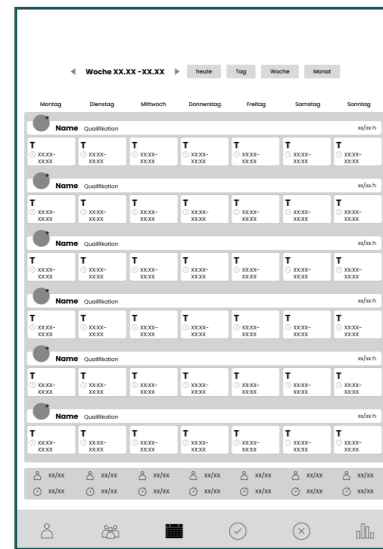 Woche XX.XX -XX.XX heute Tag Woche Monat
Montag Dienstag Mittwoch Donnerstag Freitag Samstag Sonntag
Name Qualifikation xx/xx h
T T T T T T T
XX:XX- XX:XX- XX:XX- XX:XX- XX:XX- XX:XX- XX:XX-
XX:XX XX:XX XX:XX XX:XX XX:XX XX:XX XX:XX
Name Qualifikation xx/xx h
T T T T T T T
XX:XX- XX:XX- XX:XX- XX:XX- XX:XX- XX:XX- XX:XX-
XX:XX XX:XX XX:XX XX:XX XX:XX XX:XX XX:XX
Name Qualifikation xx/xx h
T T T T T T T
XX:XX- XX:XX- XX:XX- XX:XX- XX:XX- XX:XX- XX:XX-
XX:XX XX:XX XX:XX XX:XX XX:XX XX:XX XX:XX
Name Qualifikation xx/xx h
T T T T T T T
XX:XX- XX:XX- XX:XX- XX:XX- XX:XX- XX:XX- XX:XX-
XX:XX XX:XX XX:XX XX:XX XX:XX XX:XX XX:XX
Name Qualifikation xx/xx h
T T T T T T T
XX:XX- XX:XX- XX:XX- XX:XX- XX:XX- XX:XX- XX:XX-
XX:XX XX:XX XX:XX XX:XX XX:XX XX:XX XX:XX
Name Qualifikation xx/xx h
T T T T T T T
XX:XX- XX:XX- XX:XX- XX:XX- XX:XX- XX:XX- XX:XX-
XX:XX XX:XX XX:XX XX:XX XX:XX XX:XX XX:XX
xx/xx xx/xx xx/xx xx/xx xx/xx xx/xx xx/xx
xx/xx xx/xx xx/xx xx/xx xx/xx xx/xx xx/xx